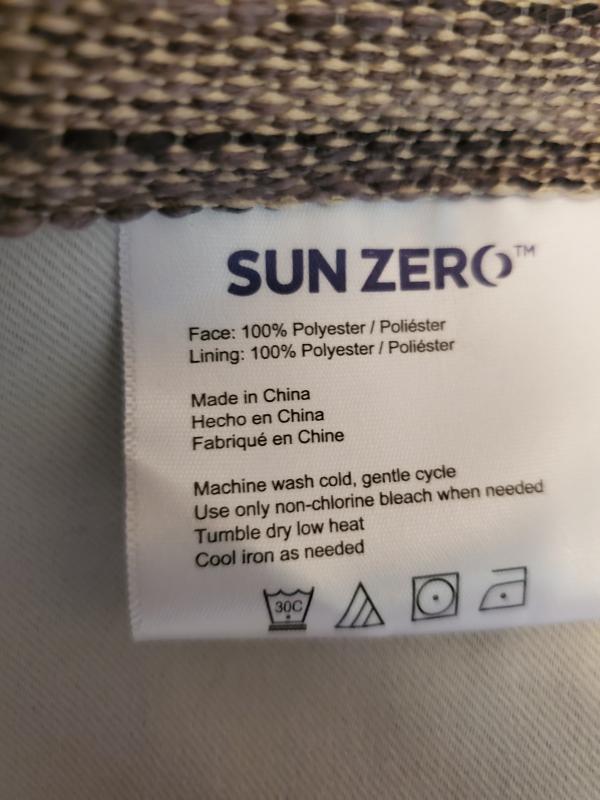 SUN ZERO™
Face: 100% Polyester / Poliéster
Lining: 100% Polyester / Poliéster
Made in China
Hecho en China
Fabriqué en Chine
Machine wash cold, gentle cycle
Use only non-chlorine bleach when needed
Tumble dry low heat
Cool iron as needed
30C